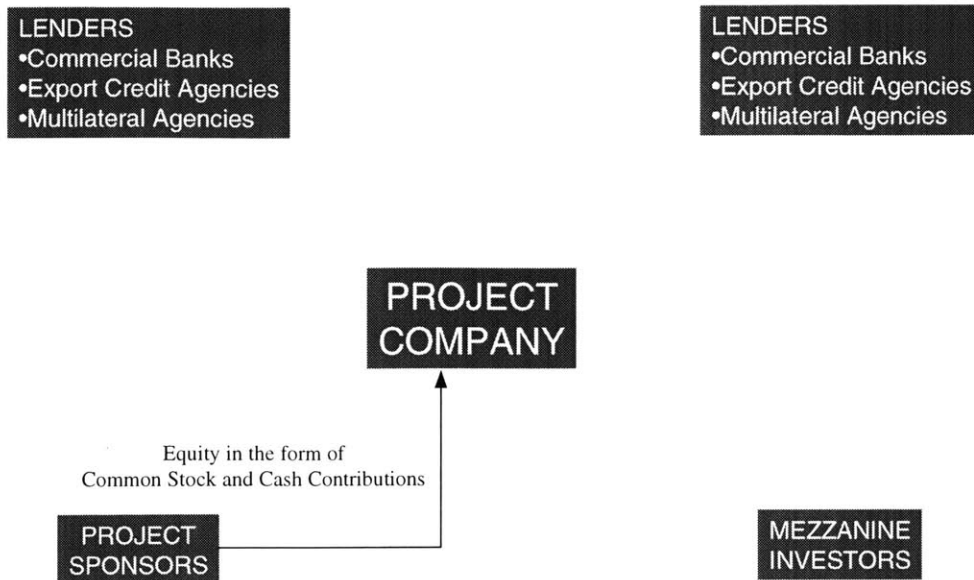 LENDERS
•Commercial Banks
•Export Credit Agencies
•Multilateral Agencies
LENDERS
•Commercial Banks
•Export Credit Agencies
•Multilateral Agencies
PROJECT
COMPANY
Equity in the form of
Common Stock and Cash Contributions
PROJECT
SPONSORS
MEZZANINE
INVESTORS